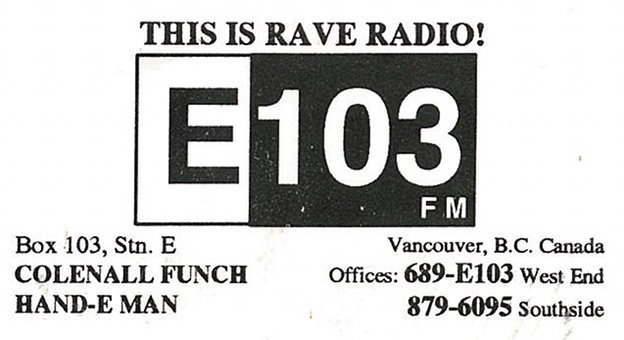 THIS IS RAVE RADIO!
E103
FM
Box 103, Stn. E
COLENALL FUNCH
HAND-E MAN
Vancouver, B.C. Canada
Offices: 689-E103 West End
879-6095 Southside